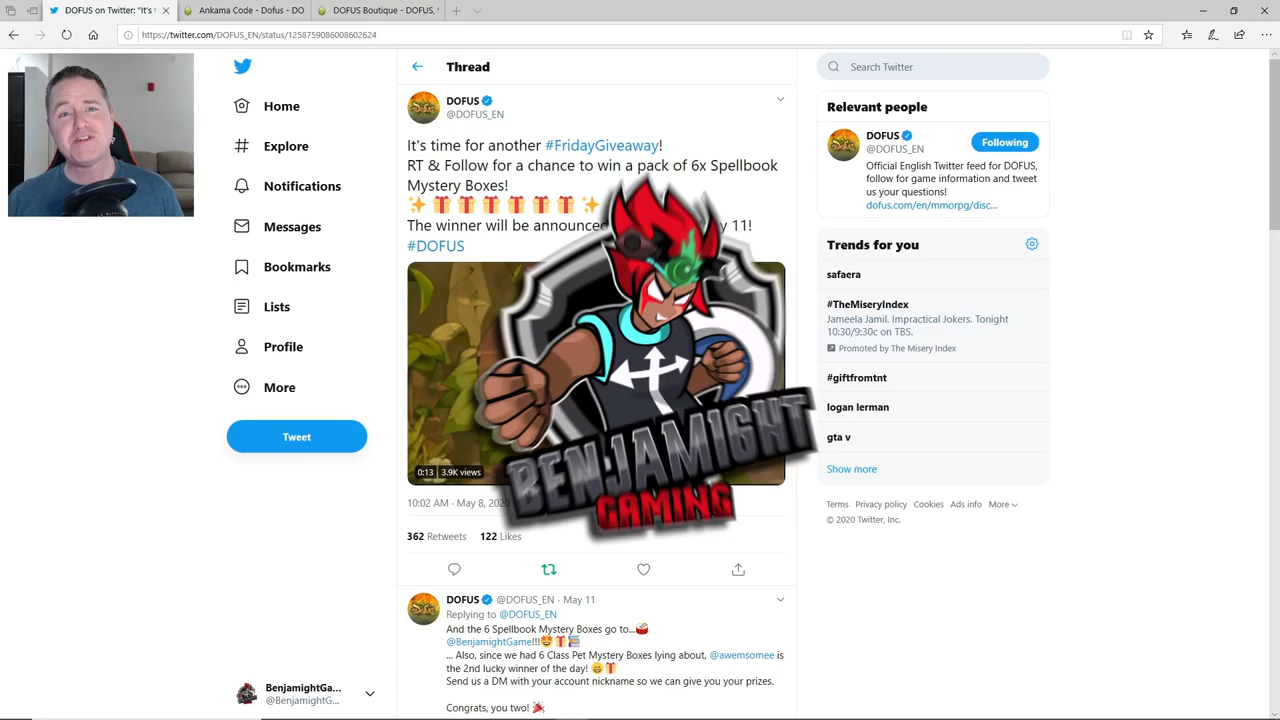 DOFUS on Twitter: "It's t
Ankama Code - Dofus - DO
DOFUS Boutique - DOFUS, t
https://twitter.com/DOFUS_EN/status/1258759086008602624
Home
Explore
Notifications
Messages
Bookmarks
Lists
Profile
More
Tweet
BenjamightGa...
@BenjamightG...
Thread
DOFUS
@DOFUS_EN
It's time for another #FridayGiveaway!
RT & Follow for a chance to win a pack of 6x Spellbook
Mystery Boxes!
The winner will be announced y 11!
#DOFUS
BENJAMIGHT
GAMING
0:13 3.9K views
10:02 AM · May 8, 2020
362 Retweets 122 Likes
DOFUS @DOFUS_EN · May 11
Replying to @DOFUS_EN
And the 6 Spellbook Mystery Boxes go to...
@BenjamightGame!!!
... Also, since we had 6 Class Pet Mystery Boxes lying about, @awemsomee is
the 2nd lucky winner of the day!
Send us a DM with your account nickname so we can give you your prizes.
Congrats, you two!
Search Twitter
Relevant people
DOFUS
@DOFUS_EN
Following
Official English Twitter feed for DOFUS,
follow for game information and tweet
us your questions!
dofus.com/en/mmorpg/disc...
Trends for you
safaera
#TheMiseryIndex
Jameela Jamil. Impractical Jokers. Tonight
10:30/9:30c on TBS.
Promoted by The Misery Index
#giftfromtnt
logan lerman
gta v
Show more
Terms Privacy policy Cookies Ads info More
© 2020 Twitter, Inc.